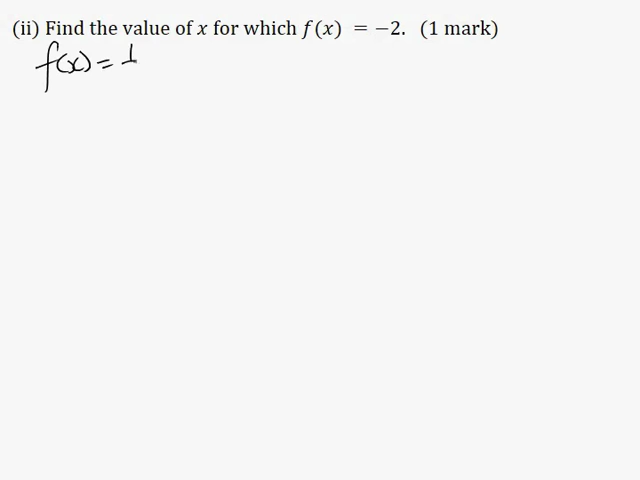 (ii) Find the value of x for which f(x) = −2. (1 mark)
f(x) = 1